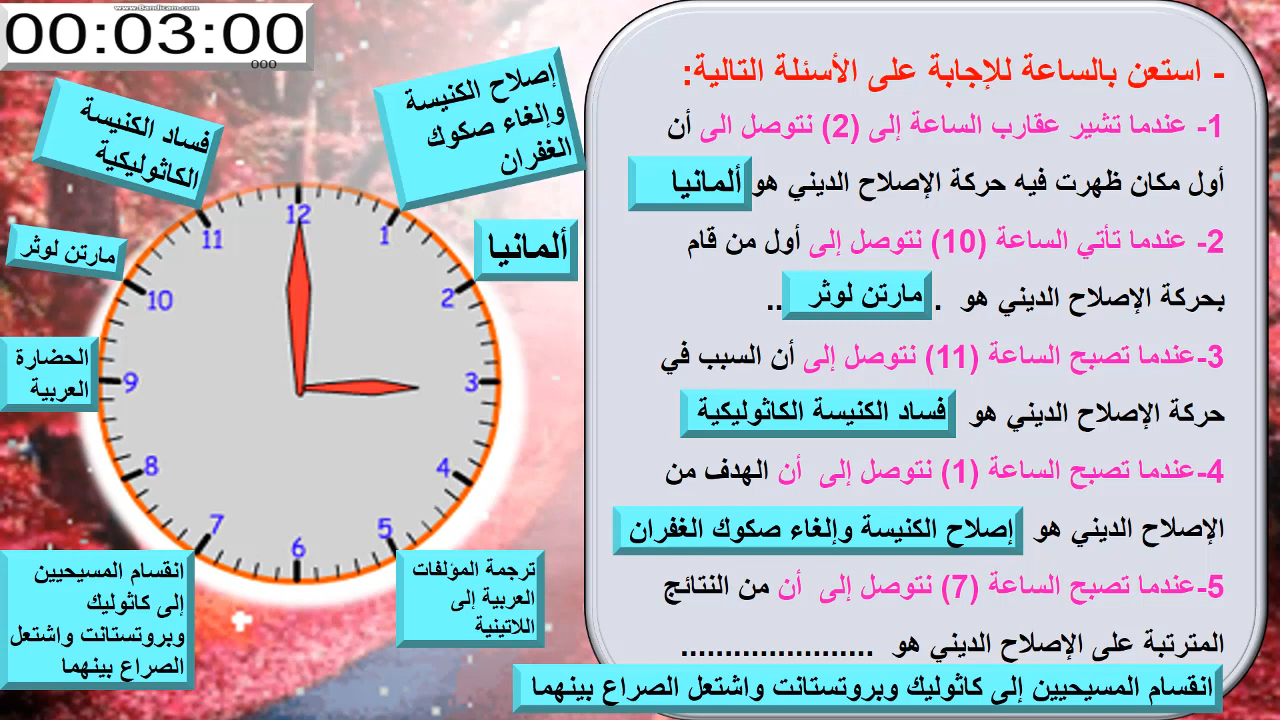 www.Bandicam.com
00:03:00
000
- استعن بالساعة للإجابة على الأسئلة التالية:
1- عندما تشير عقارب الساعة إلى (2) نتوصل الى أن
أول مكان ظهرت فيه حركة الإصلاح الديني هو ألمانيا
2- عندما تأتي الساعة (10) نتوصل إلى أول من قام
بحركة الإصلاح الديني هو . مارتن لوثر ..
3-عندما تصبح الساعة (11) نتوصل إلى أن السبب في
حركة الإصلاح الديني هو فساد الكنيسة الكاثوليكية
4-عندما تصبح الساعة (1) نتوصل إلى أن الهدف من
الإصلاح الديني هو إصلاح الكنيسة وإلغاء صكوك الغفران
5-عندما تصبح الساعة (7) نتوصل إلى أن من النتائج
المترتبة على الإصلاح الديني هو ......................
انقسام المسيحيين إلى كاثوليك وبروتستانت واشتعل الصراع بينهما
إصلاح الكنيسة
وإلغاء صكوك
الغفران
ألمانيا
ترجمة المؤلفات
العربية إلى
اللاتينية
انقسام المسيحيين
إلى كاثوليك
وبروتستانت واشتعل
الصراع بينهما
الحضارة
العربية
مارتن لوثر
فساد الكنيسة
الكاثوليكية
12
1
2
3
4
5
6
7
8
9
10
11